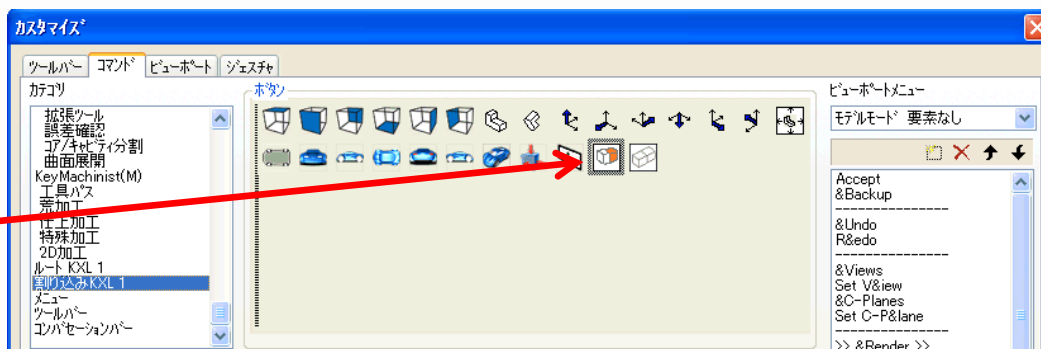 カスタマイズ
ツールバー コマンド ビューポート ジェスチャ
カテゴリ
拡張ツール
誤差確認
コア/キャビティ分割
曲面展開
KeyMachinist(M)
工具パス
荒加工
仕上加工
特殊加工
2D加工
ルート KXL 1
割り込みKXL 1
メニュー
ツールバー
コンバセーションバー
ボタン
ビューポートメニュー
モデルモード 要素なし
Accept
&Backup
---------------
&Undo
R&edo
---------------
&Views
Set V&iew
&C-Planes
Set C-P&lane
---------------
>> &Render >>